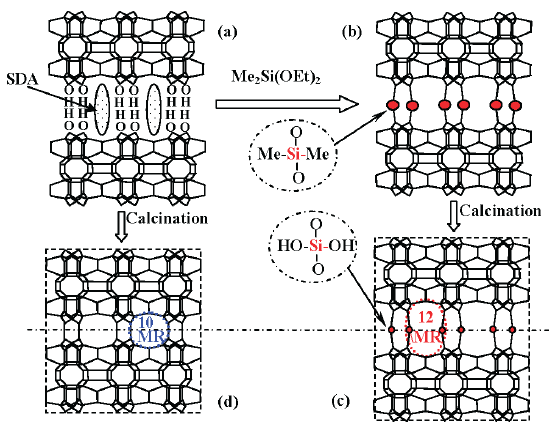 (a)
(b)
SDA
O O O O O O
H H H H H H
H H H H H H
O O O O O O
Me2Si(OEt)2
O
Me-Si-Me
O
Calcination
Calcination
O
HO-Si-OH
O
10
MR
12
MR
(d)
(c)